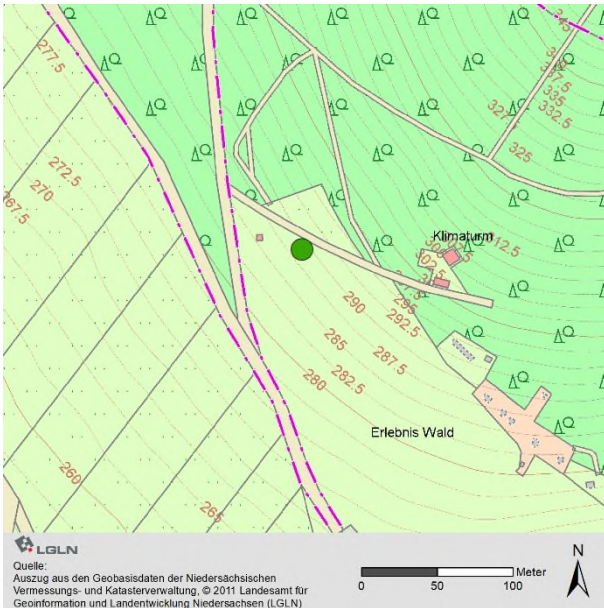 345
277.5
337.5
335
332.5
272.5
270
325
267.5
Klimaturm
312.5
302.5
290
295
292.5
285
287.5
280
282.5
Erlebnis Wald
260
265
LGLN
Quelle:
Auszug aus den Geobasisdaten der Niedersächsischen
Vermessungs- und Katasterverwaltung, © 2011 Landesamt für
Geoinformation und Landentwicklung Niedersachsen (LGLN)
Meter
0 50 100
N